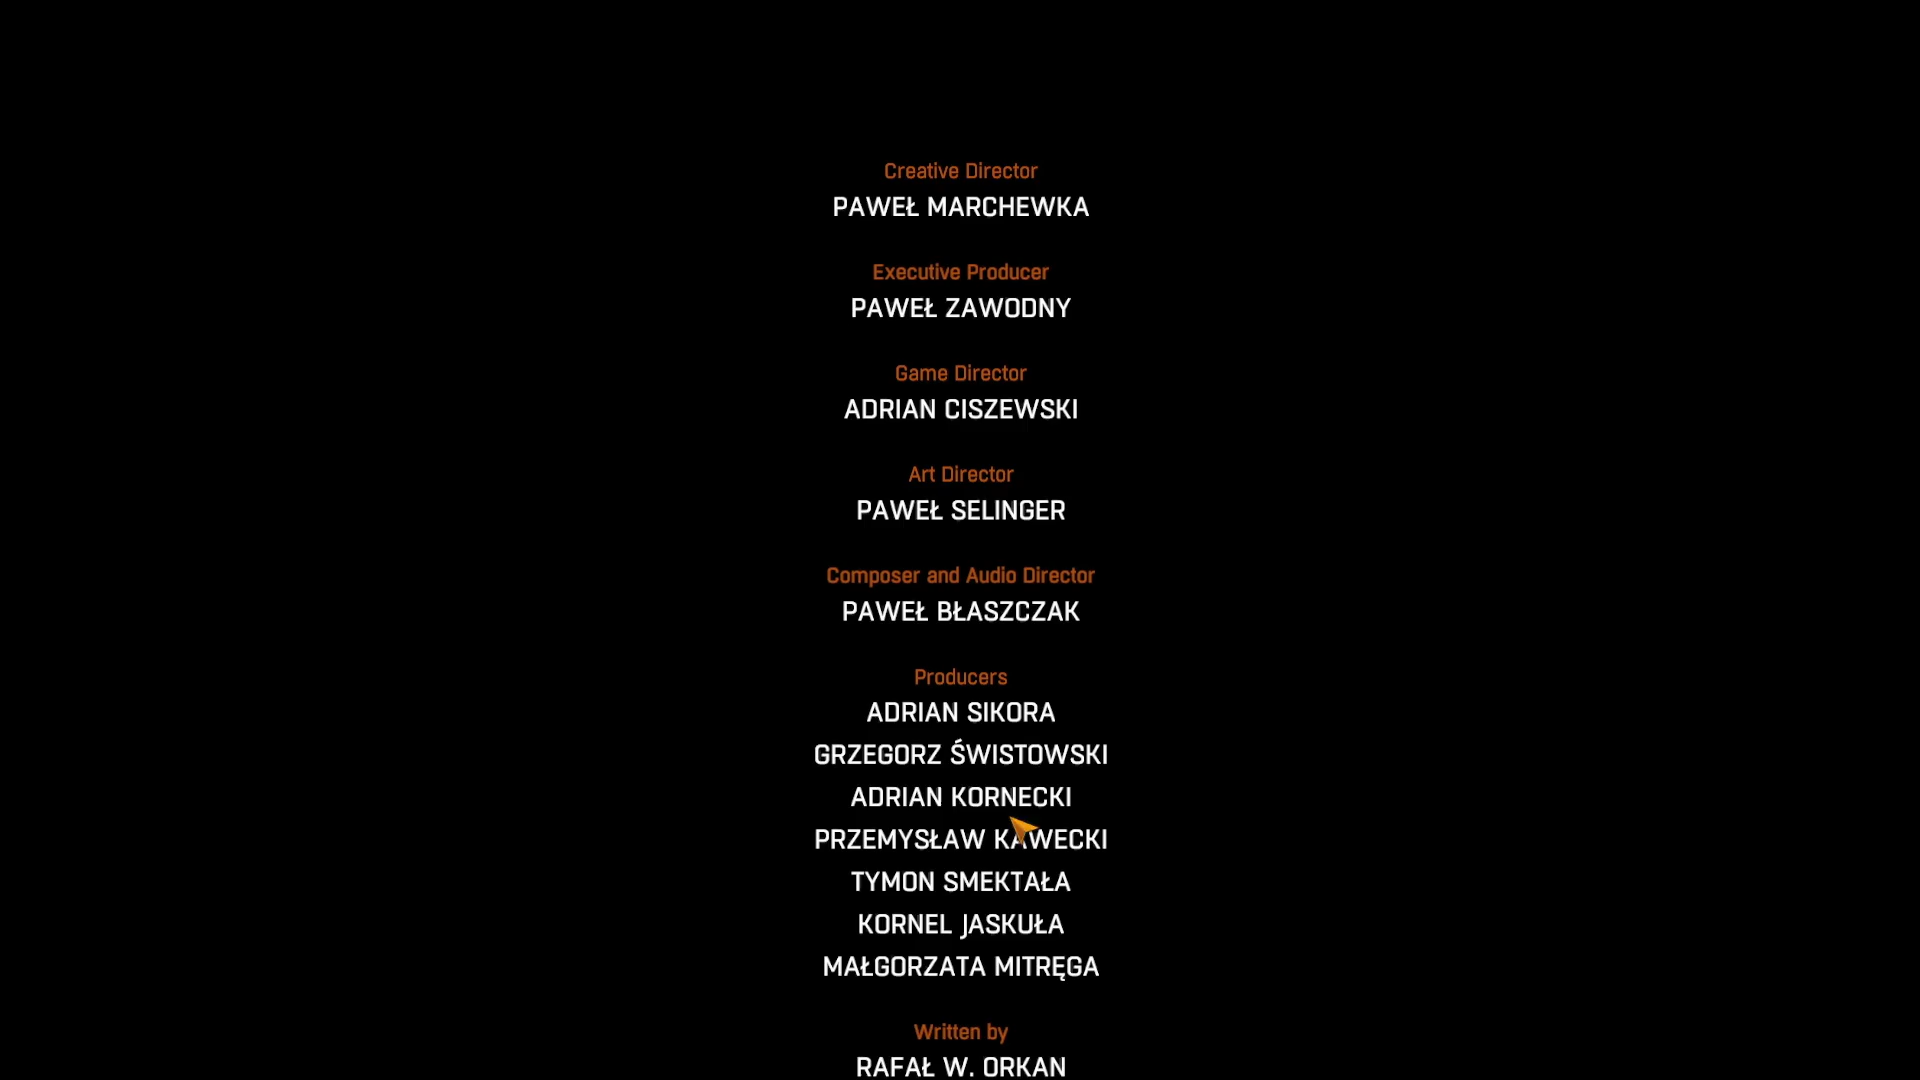 Creative Director
PAWEŁ MARCHEWKA
Executive Producer
PAWEŁ ZAWODNY
Game Director
ADRIAN CISZEWSKI
Art Director
PAWEŁ SELINGER
Composer and Audio Director
PAWEŁ BŁASZCZAK
Producers
ADRIAN SIKORA
GRZEGORZ ŚWISTOWSKI
ADRIAN KORNECKI
PRZEMYSŁAW KAWECKI
TYMON SMEKTAŁA
KORNEL JASKUŁA
MAŁGORZATA MITRĘGA
Written by
RAFAŁ W. ORKAN